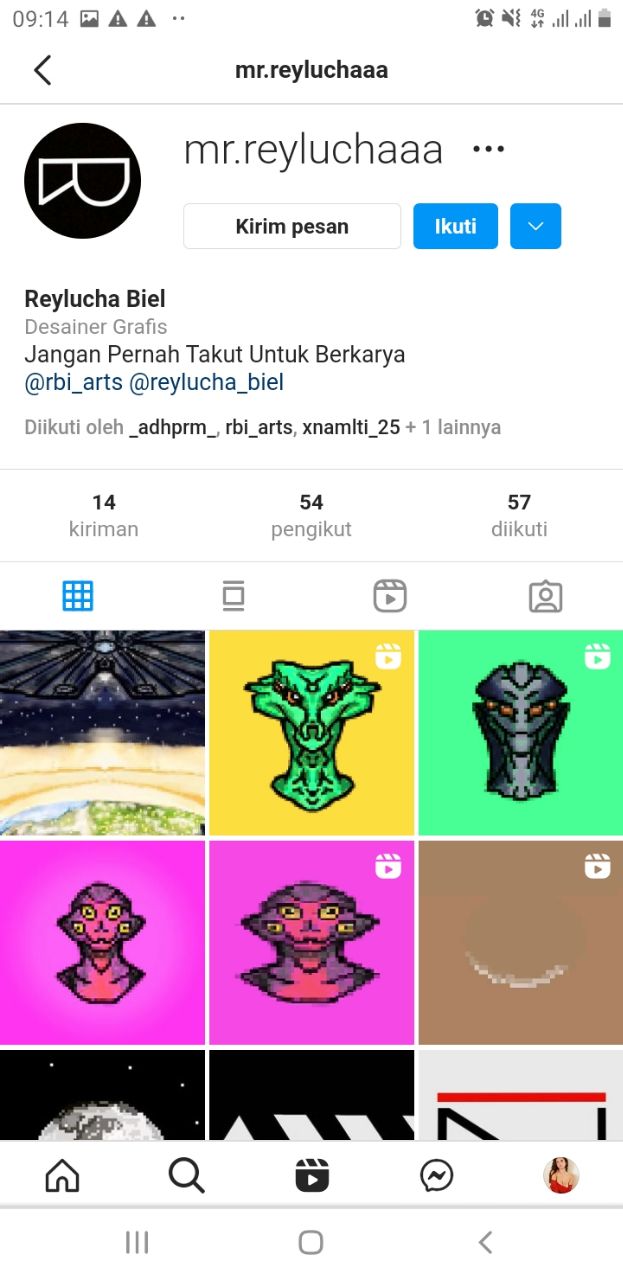 09:14
4G
mr.reyluchaaa
mr.reyluchaaa
Kirim pesan
Ikuti
Reylucha Biel
Desainer Grafis
Jangan Pernah Takut Untuk Berkarya
@rbi_arts @reylucha_biel
Diikuti oleh _adhprm_, rbi_arts, xnamlti_25 + 1 lainnya
14 54 57
kiriman pengikut diikuti